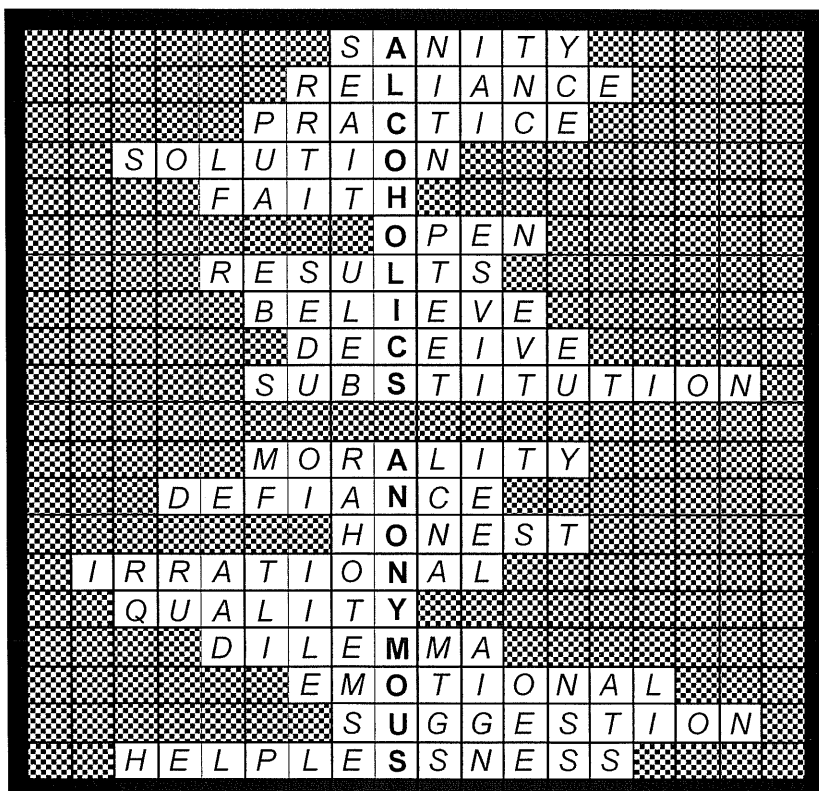 SANITY
RELIANCE
PRACTICE
SOLUTION
FAITH
OPEN
RESULTS
BELIEVE
DECEIVE
SUBSTITUTION
MORALITY
DEFIANCE
HONEST
IRRATIONAL
QUALITY
DILEMMA
EMOTIONAL
SUGGESTION
HELPLESSNESS